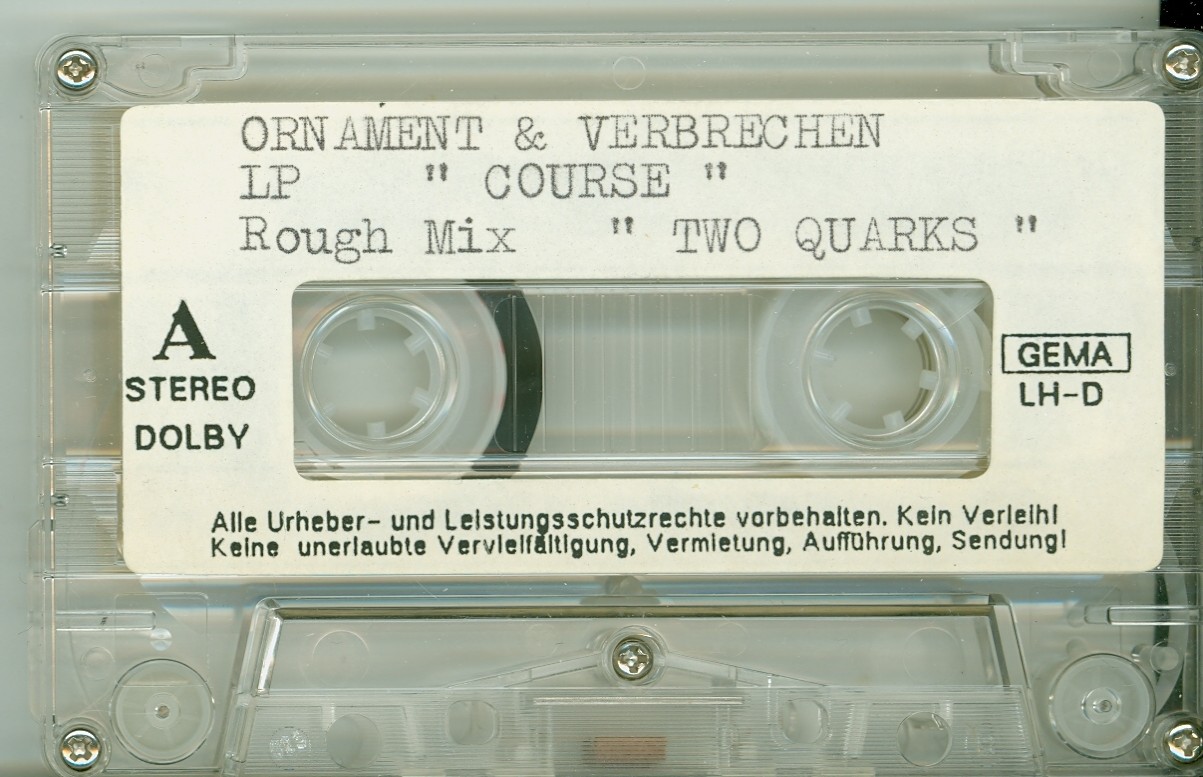 ORNAMENT & VERBRECHEN
LP " COURSE "
Rough Mix " TWO QUARKS "
A
STEREO
DOLBY
GEMA
LH-D
Alle Urheber- und Leistungsschutzrechte vorbehalten. Kein Verleih!
Keine unerlaubte Vervielfältigung, Vermietung, Aufführung, Sendung!